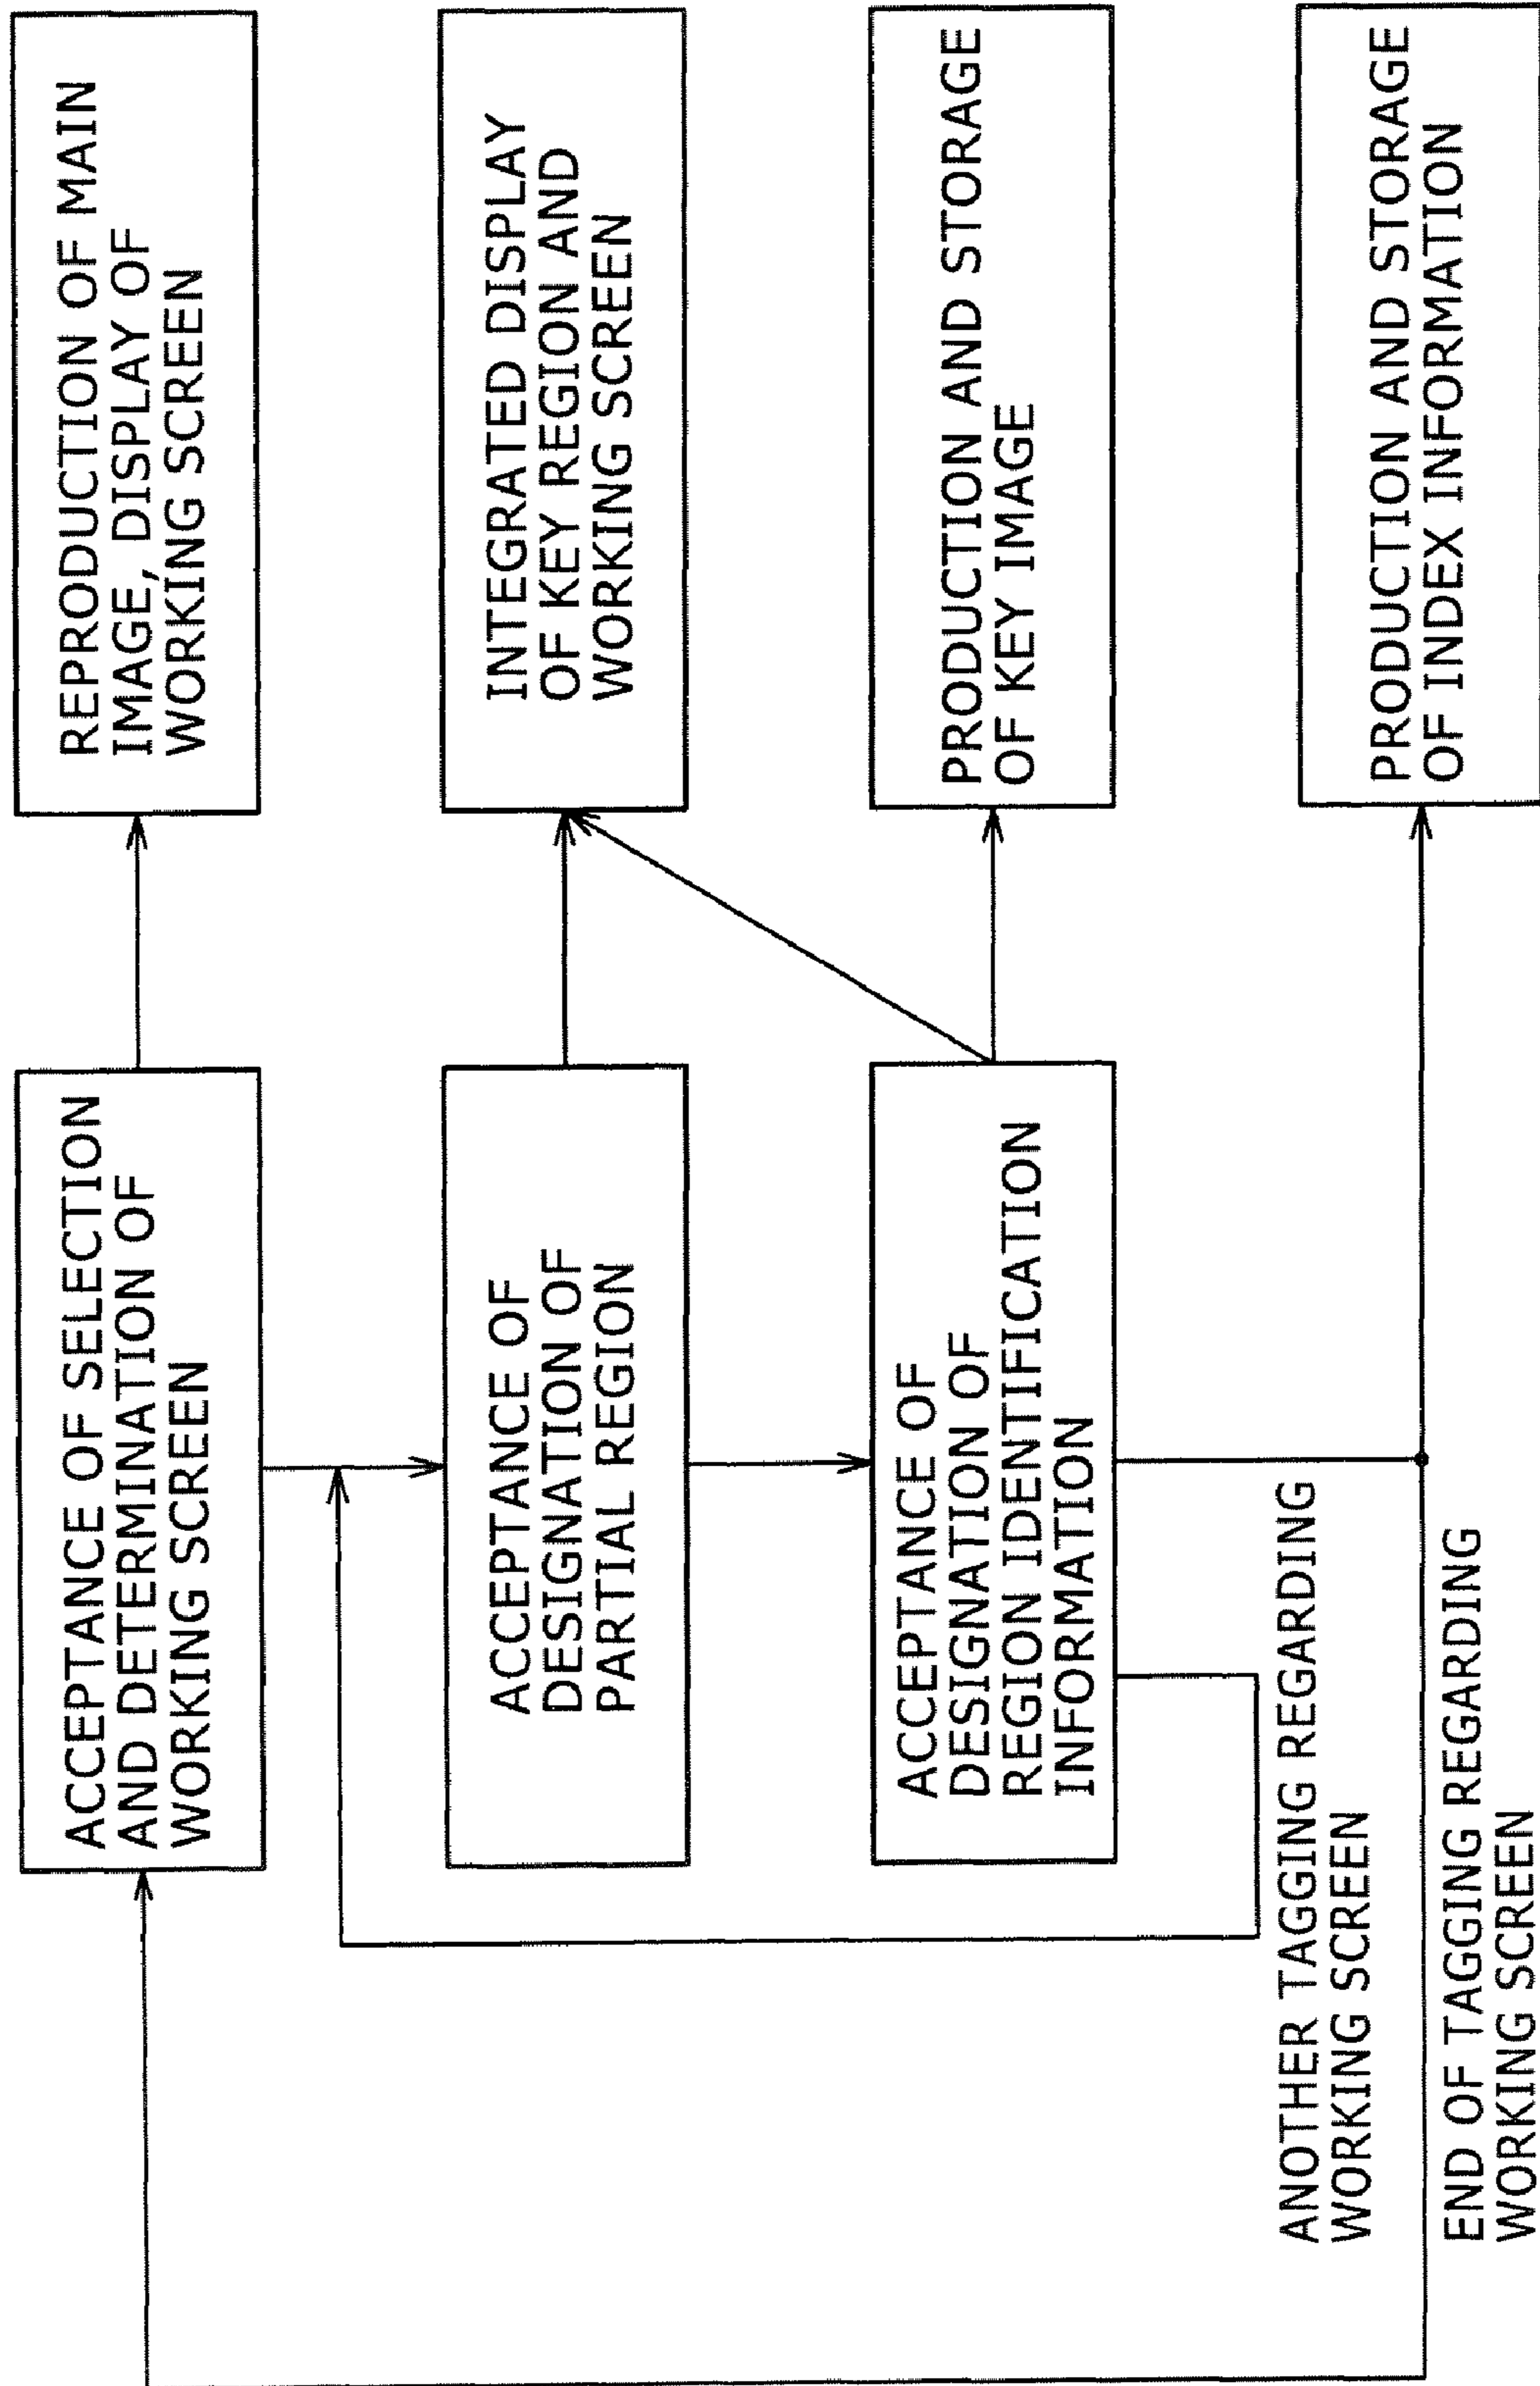 ACCEPTANCE OF SELECTION
AND DETERMINATION OF
WORKING SCREEN
REPRODUCTION OF MAIN
IMAGE, DISPLAY OF
WORKING SCREEN
ACCEPTANCE OF
DESIGNATION OF
PARTIAL REGION
INTEGRATED DISPLAY
OF KEY REGION AND
WORKING SCREEN
ACCEPTANCE OF
DESIGNATION OF
REGION IDENTIFICATION
INFORMATION
PRODUCTION AND STORAGE
OF KEY IMAGE
ANOTHER TAGGING REGARDING
WORKING SCREEN
PRODUCTION AND STORAGE
OF INDEX INFORMATION
END OF TAGGING REGARDING
WORKING SCREEN